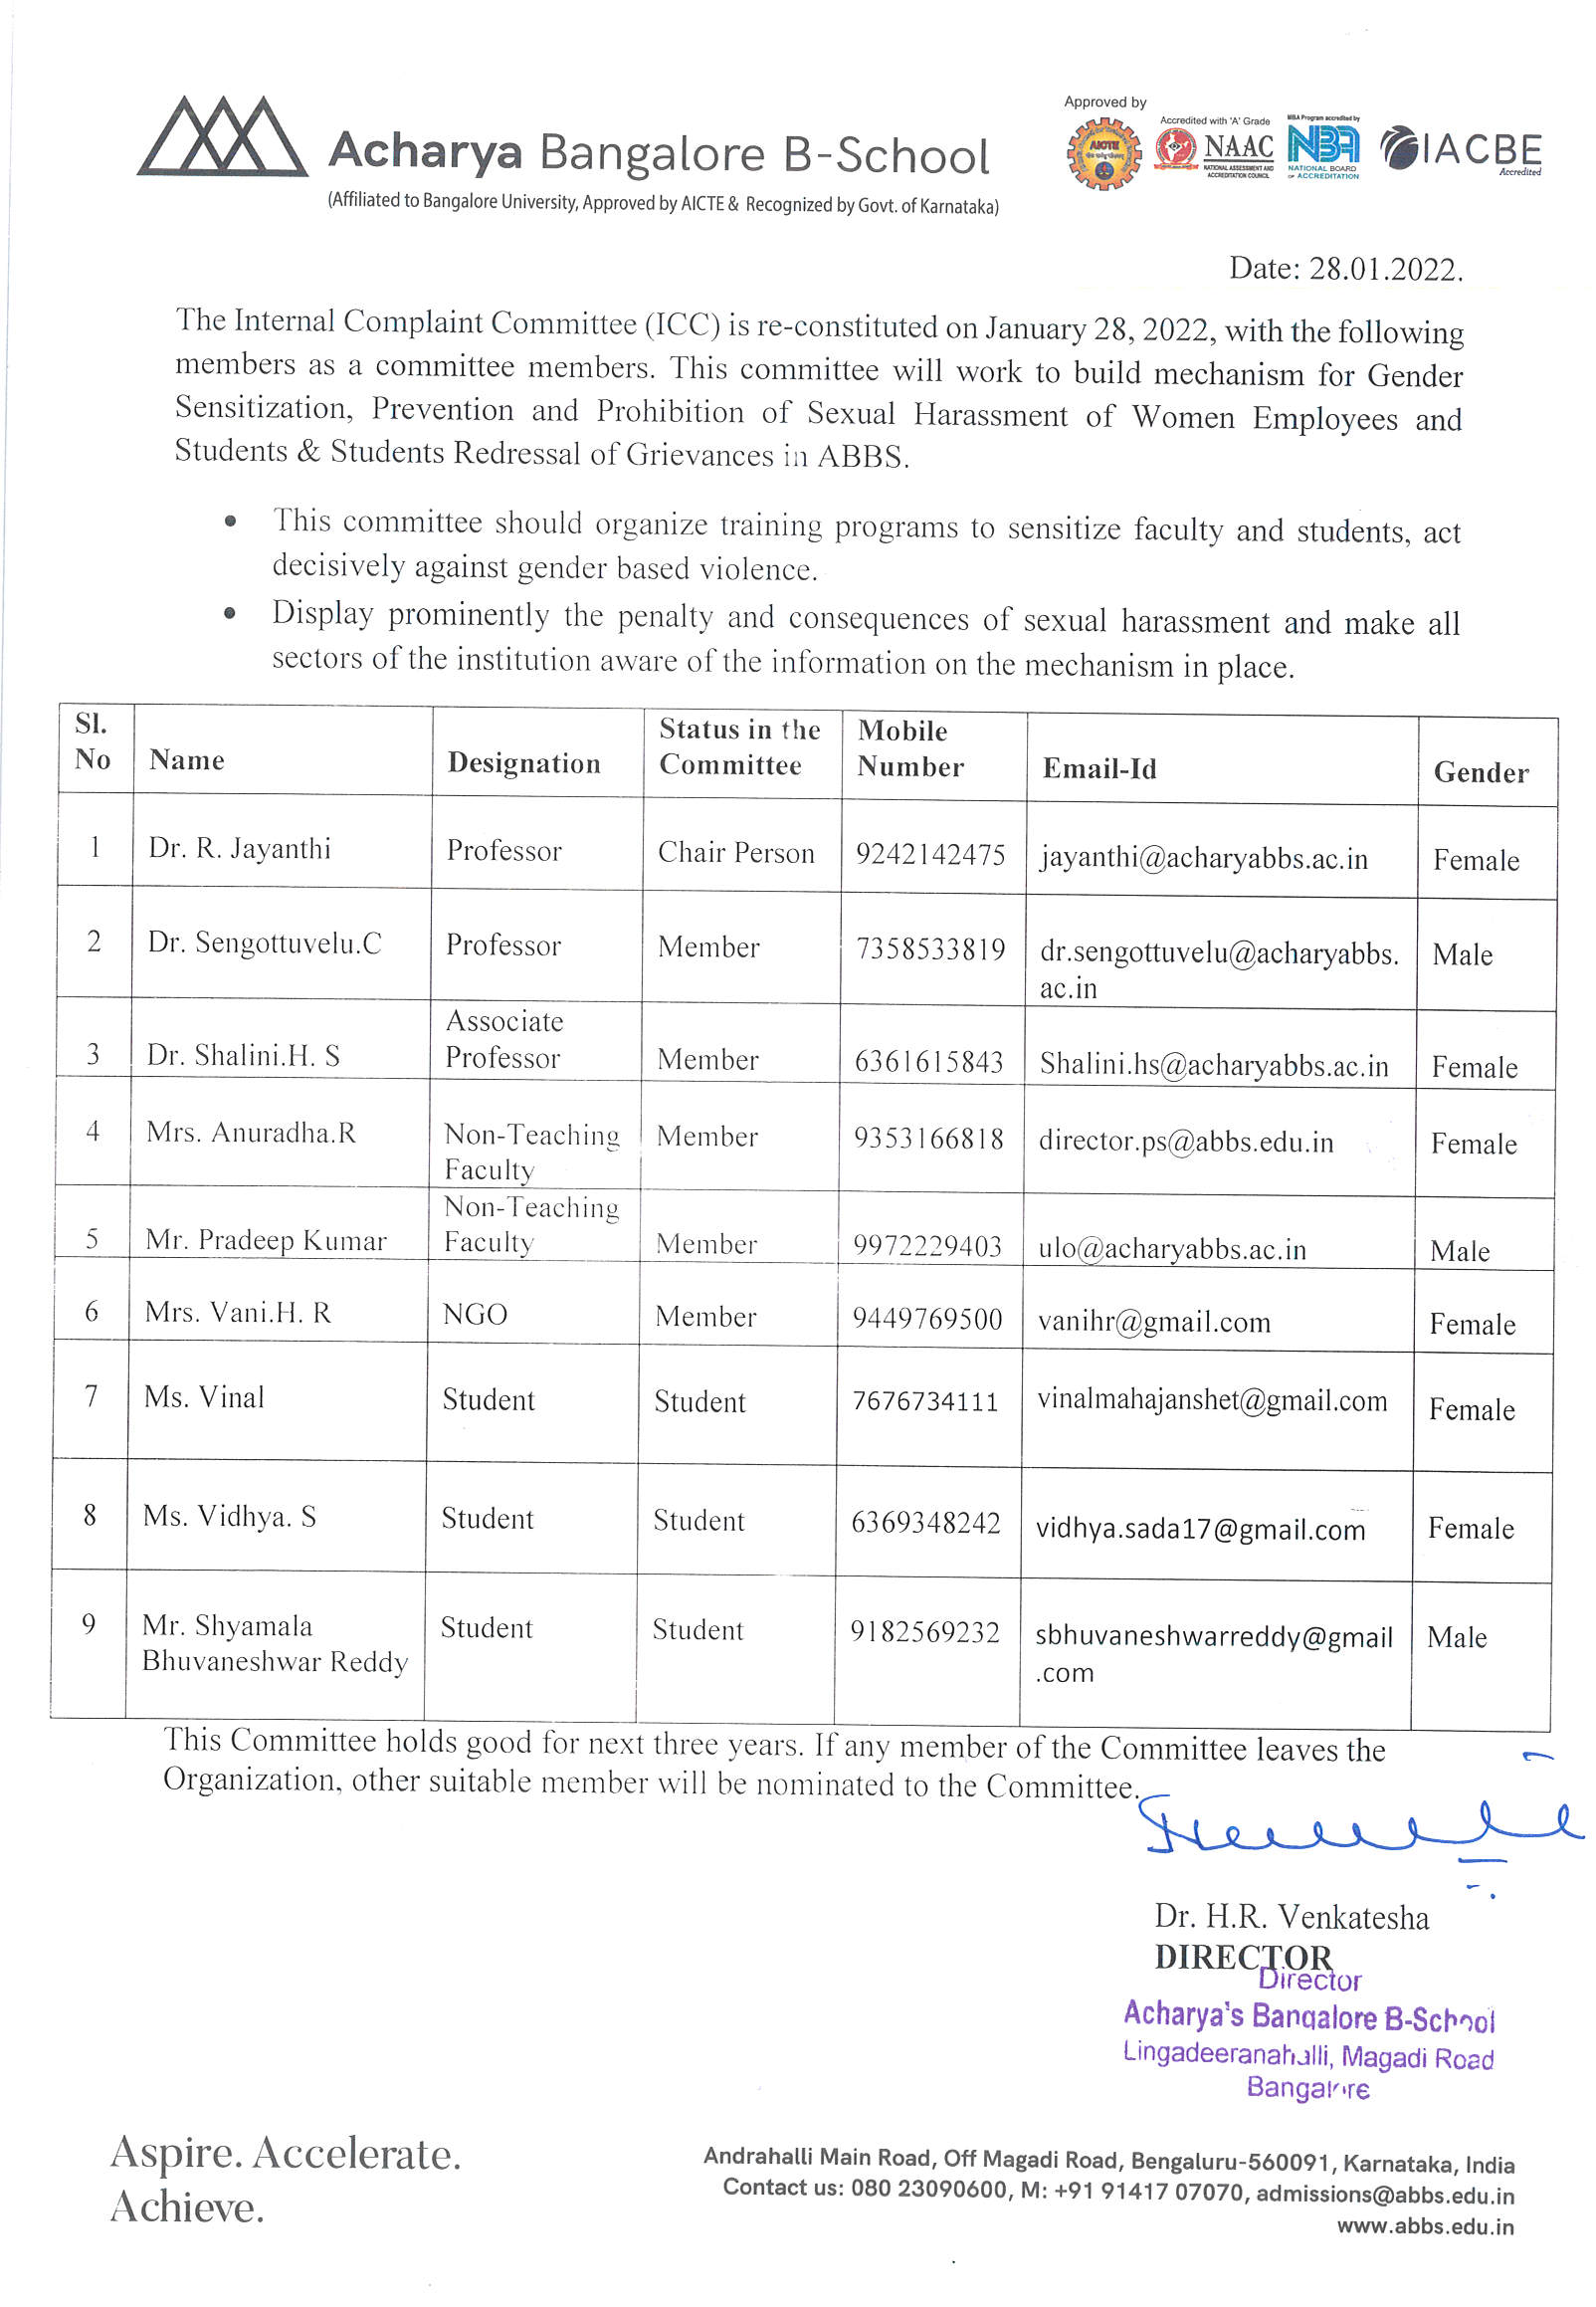 Acharya Bangalore B-School
(Affiliated to Bangalore University, Approved by AICTE & Recognized by Govt. of Karnataka)
Approved by
AICTE
Accredited with 'A' Grade
NAAC
NATIONAL ASSESSMENT AND
ACCREDITATION COUNCIL
MBA Program accredited by
NBA
NATIONAL BOARD
OF ACCREDITATION
IACBE
Accredited
Date: 28.01.2022.
The Internal Complaint Committee (ICC) is re-constituted on January 28, 2022, with the following
members as a committee members. This committee will work to build mechanism for Gender
Sensitization, Prevention and Prohibition of Sexual Harassment of Women Employees and
Students & Students Redressal of Grievances in ABBS.
• This committee should organize training programs to sensitize faculty and students, act
decisively against gender based violence.
• Display prominently the penalty and consequences of sexual harassment and make all
sectors of the institution aware of the information on the mechanism in place.
Sl. No Name Designation Status in the Committee Mobile Number Email-Id Gender
1 Dr. R. Jayanthi Professor Chair Person 9242142475 jayanthi@acharyabbs.ac.in Female
2 Dr. Sengottuvelu.C Professor Member 7358533819 dr.sengottuvelu@acharyabbs. Male
ac.in
Associate
3 Dr. Shalini.H. S Professor Member 6361615843 Shalini.hs@acharyabbs.ac.in Female
4 Mrs. Anuradha.R Non-Teaching Member 9353166818 director.ps@abbs.edu.in Female
Faculty
Non-Teaching
5 Mr. Pradeep Kumar Faculty Member 9972229403 ulo@acharyabbs.ac.in Male
6 Mrs. Vani.H. R NGO Member 9449769500 vanihr@gmail.com Female
7 Ms. Vinal Student Student 7676734111 vinalmahajanshet@gmail.com Female
8 Ms. Vidhya. S Student Student 6369348242 vidhya.sada17@gmail.com Female
9 Mr. Shyamala Student Student 9182569232 sbhuvaneshwarreddy@gmail Male
Bhuvaneshwar Reddy .com
This Committee holds good for next three years. If any member of the Committee leaves the
Organization, other suitable member will be nominated to the Committee.
Dr. H.R. Venkatesha
DIRECTOR
Director
Acharya's Bangalore B-School
Lingadeeranahalli, Magadi Road
Bangalore
Aspire. Accelerate.
Achieve.
Andrahalli Main Road, Off Magadi Road, Bengaluru-560091, Karnataka, India
Contact us: 080 23090600, M: +91 91417 07070, admissions@abbs.edu.in
www.abbs.edu.in